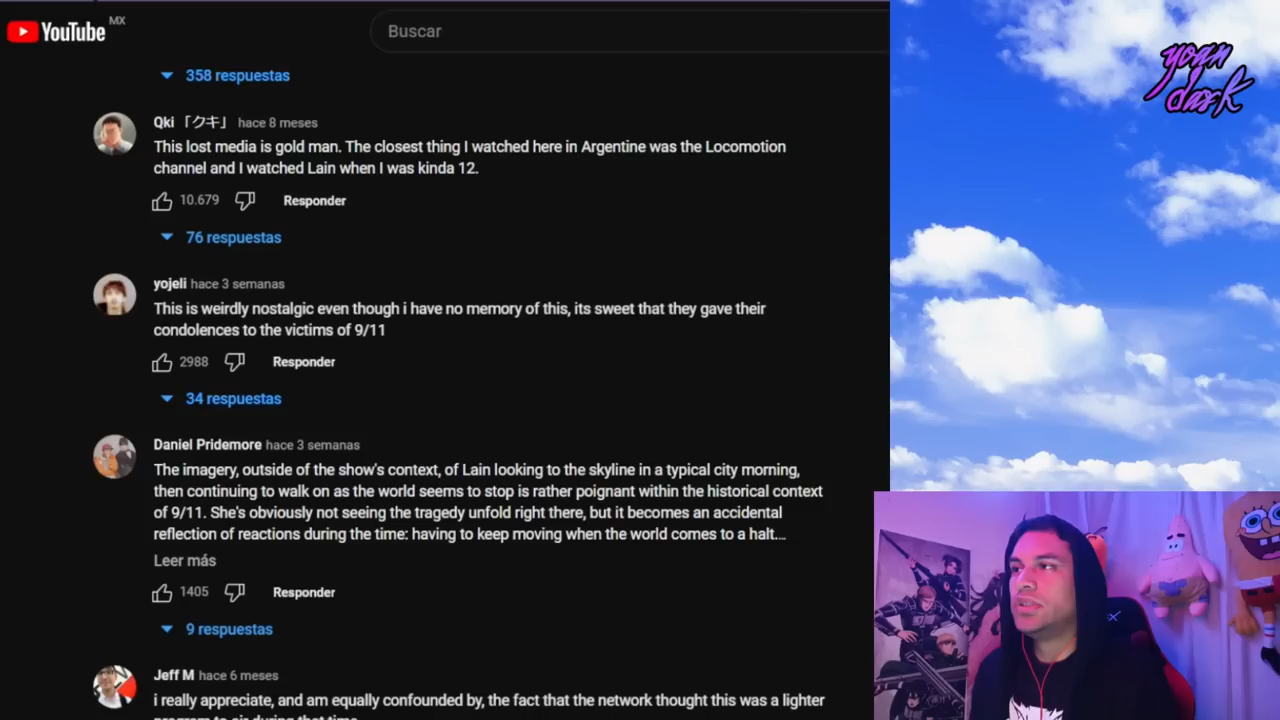 YouTube MX
Buscar
yoan
dark
358 respuestas
Qki 「クキ」 hace 8 meses
This lost media is gold man. The closest thing I watched here in Argentine was the Locomotion
channel and I watched Lain when I was kinda 12.
10.679 Responder
76 respuestas
yojeli hace 3 semanas
This is weirdly nostalgic even though i have no memory of this, its sweet that they gave their
condolences to the victims of 9/11
2988 Responder
34 respuestas
Daniel Pridemore hace 3 semanas
The imagery, outside of the show's context, of Lain looking to the skyline in a typical city morning,
then continuing to walk on as the world seems to stop is rather poignant within the historical context
of 9/11. She's obviously not seeing the tragedy unfold right there, but it becomes an accidental
reflection of reactions during the time: having to keep moving when the world comes to a halt...
Leer más
1405 Responder
9 respuestas
Jeff M hace 6 meses
i really appreciate, and am equally confounded by, the fact that the network thought this was a lighter
program to air during that time